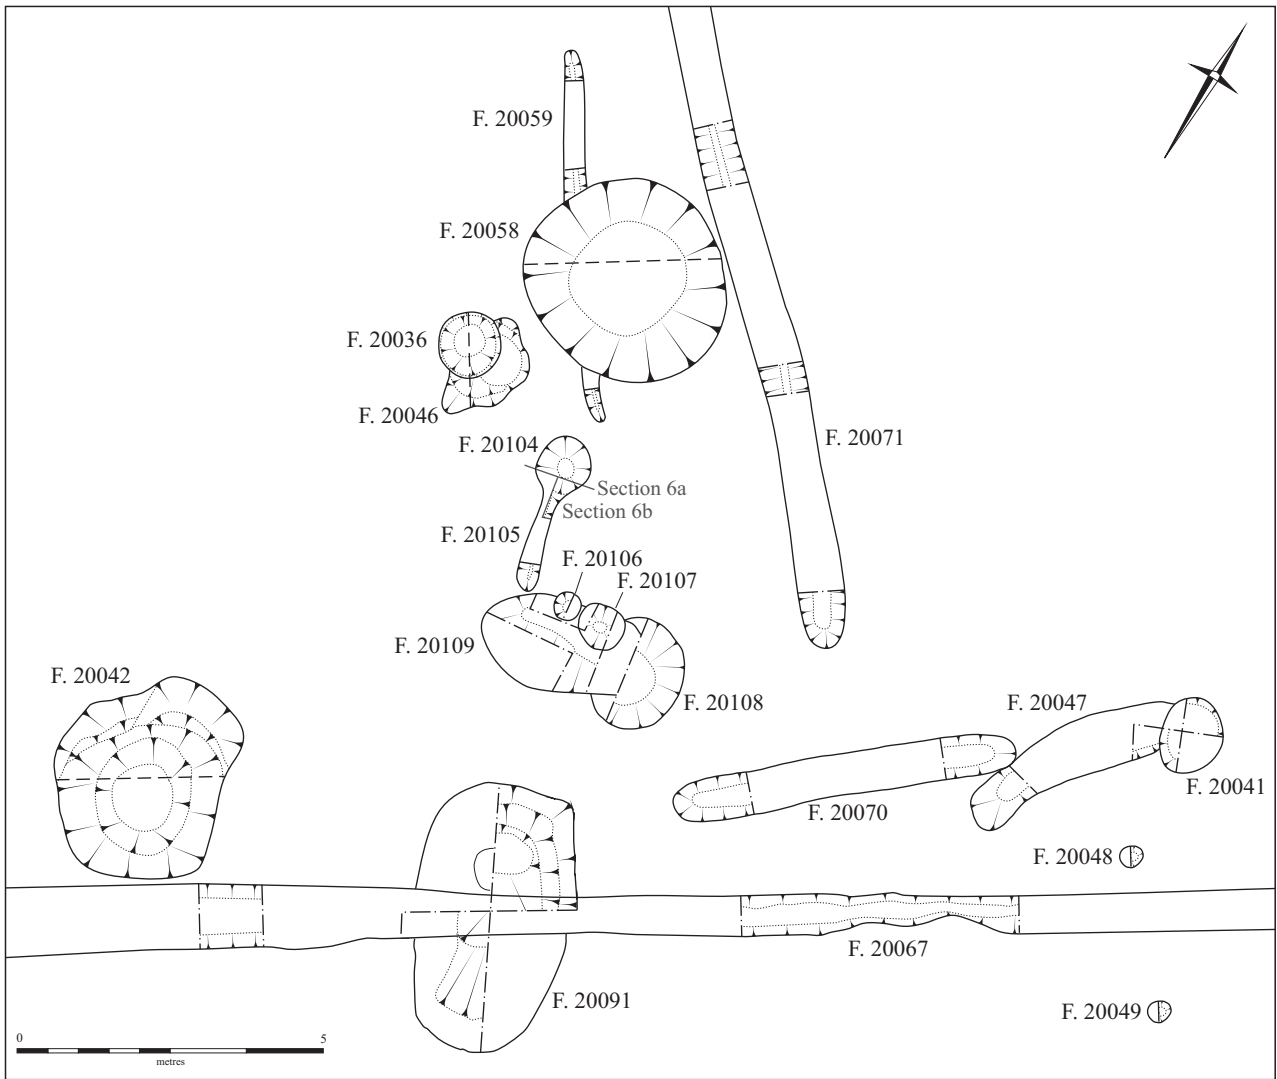 F. 20059
F. 20058
F. 20036
F. 20046
F. 20104
Section 6a
Section 6b
F. 20105
F. 20106
F. 20107
F. 20071
F. 20109
F. 20108
F. 20042
F. 20047
F. 20041
F. 20070
F. 20048
F. 20067
F. 20091
F. 20049
0 5
metres